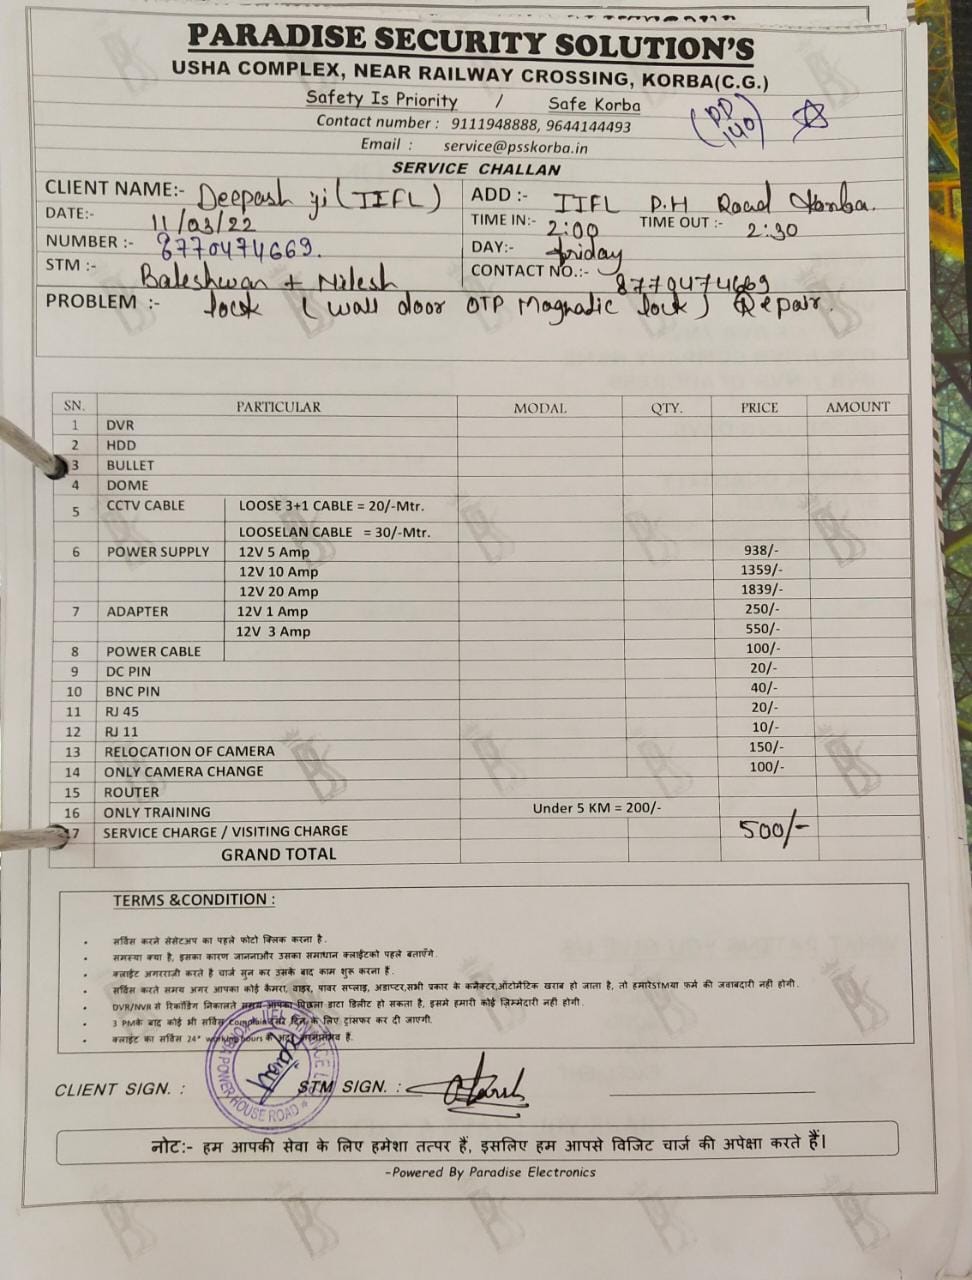 PARADISE SECURITY SOLUTION'S
USHA COMPLEX, NEAR RAILWAY CROSSING, KORBA(C.G.)
Safety Is Priority / Safe Korba
Contact number : 9111948888, 9644144493
(PD 140)
Email : service@psskorba.in
SERVICE CHALLAN
CLIENT NAME:- Deepash ji (IIFL) ADD :- IIFL P.H Road Korba.
DATE:- 11/03/22 TIME IN:- 2:00 TIME OUT :- 2:30
NUMBER :- 8770474669. DAY:- friday
STM :- Baleshwar + Nilesh CONTACT NO.:- 8770474669
PROBLEM :- lock (wall door OTP Magnadic lock) Repair.
SN. PARTICULAR MODAL QTY. PRICE AMOUNT
1 DVR
2 HDD
3 BULLET
4 DOME
5 CCTV CABLE LOOSE 3+1 CABLE = 20/-Mtr.
LOOSELAN CABLE = 30/-Mtr.
6 POWER SUPPLY 12V 5 Amp 938/-
12V 10 Amp 1359/-
12V 20 Amp 1839/-
7 ADAPTER 12V 1 Amp 250/-
12V 3 Amp 550/-
8 POWER CABLE 100/-
9 DC PIN 20/-
10 BNC PIN 40/-
11 RJ 45 20/-
12 RJ 11 10/-
13 RELOCATION OF CAMERA 150/-
14 ONLY CAMERA CHANGE 100/-
15 ROUTER
16 ONLY TRAINING Under 5 KM = 200/-
17 SERVICE CHARGE / VISITING CHARGE 500/-
GRAND TOTAL
TERMS &CONDITION :
• सर्विस करने सेसेटअप का पहले फोटो क्लिक करना है .
• समस्या क्या है, इसका कारण जाननाऔर उसका समाधान क्लाईटको पहले बताएँगे.
• क्लाईट अगरराज़ी करते है चार्ज सुन कर उसके बाद काम शुरू करना हैं .
• सर्विस करते समय अगर आपका कोई कैमरा, वाइर, पावर सप्लाइ, अडाप्टर,सभी प्रकार के कनैक्टर,ऑटोमैटिक खराब हो जाता है, तो हमारेSTMया फर्म की जवाबदारी नहीं होगी.
• DVR/NVR से रिकॉर्डिंग निकालते समय आपका पिछला डाटा डिलीट हो सकता है, इसमे हमारी कोई ज़िम्मेदारी नहीं होगी.
• 3 PMके बाद कोई भी सर्विस Complain दूसरे दिन के लिए ट्रांसफर कर दी जाएगी.
• क्लाईट का सर्विस 24* working hours के अंदर
CLIENT SIGN. : STM SIGN. :
POWER HOUSE ROAD
नोट:- हम आपकी सेवा के लिए हमेशा तत्पर हैं, इसलिए हम आपसे विजिट चार्ज की अपेक्षा करते हैं।
-Powered By Paradise Electronics